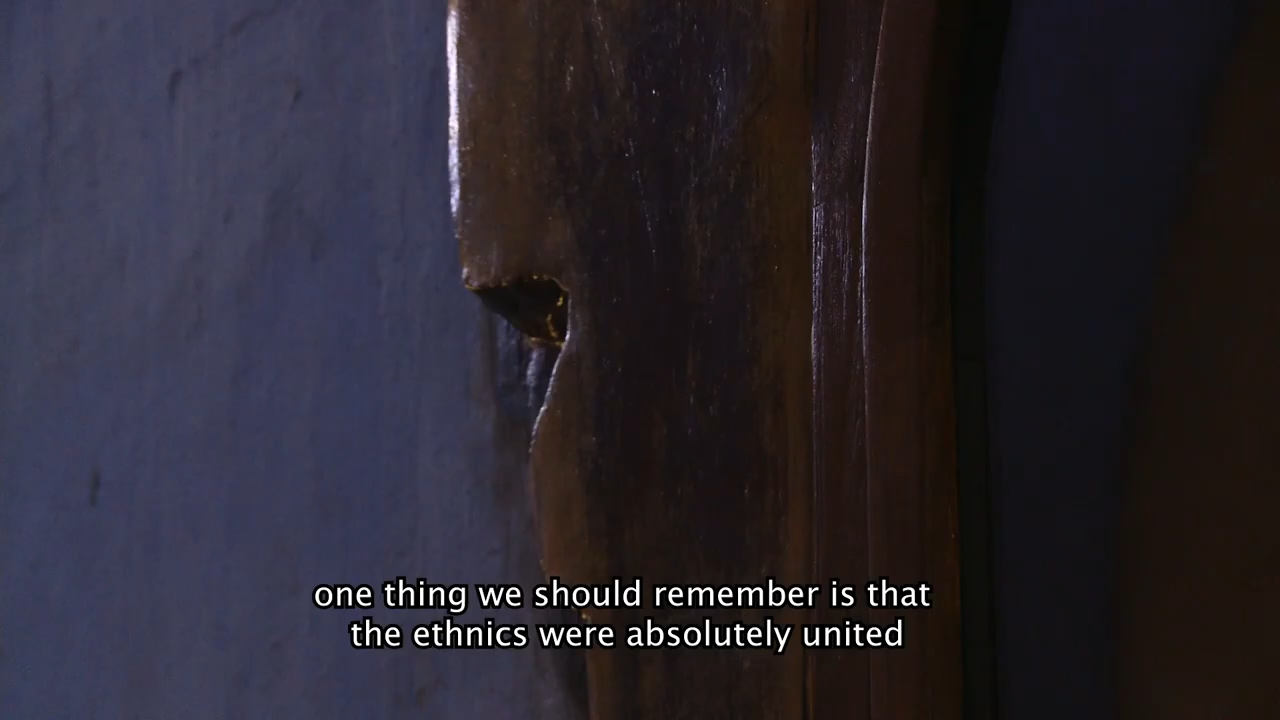 one thing we should remember is that
the ethnics were absolutely united